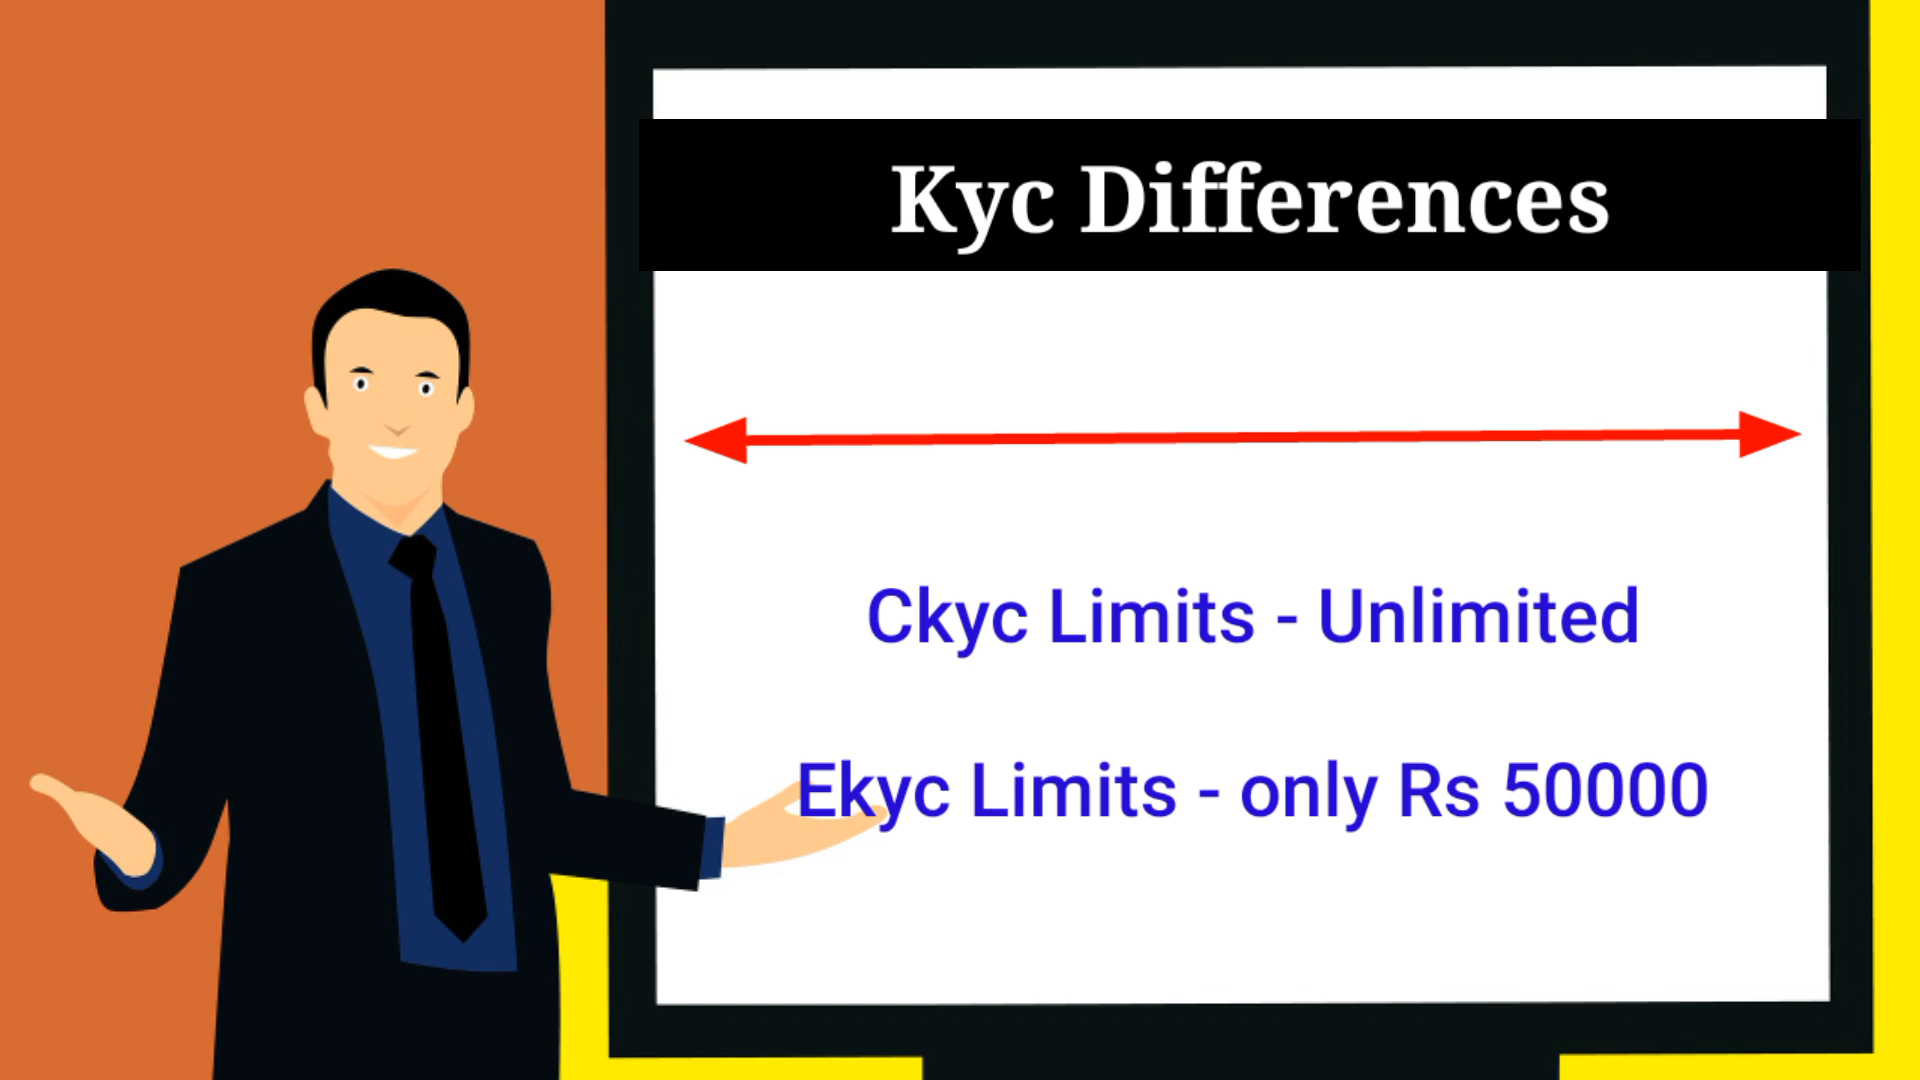 Kyc Differences
Ckyc Limits - Unlimited
Ekyc Limits - only Rs 50000